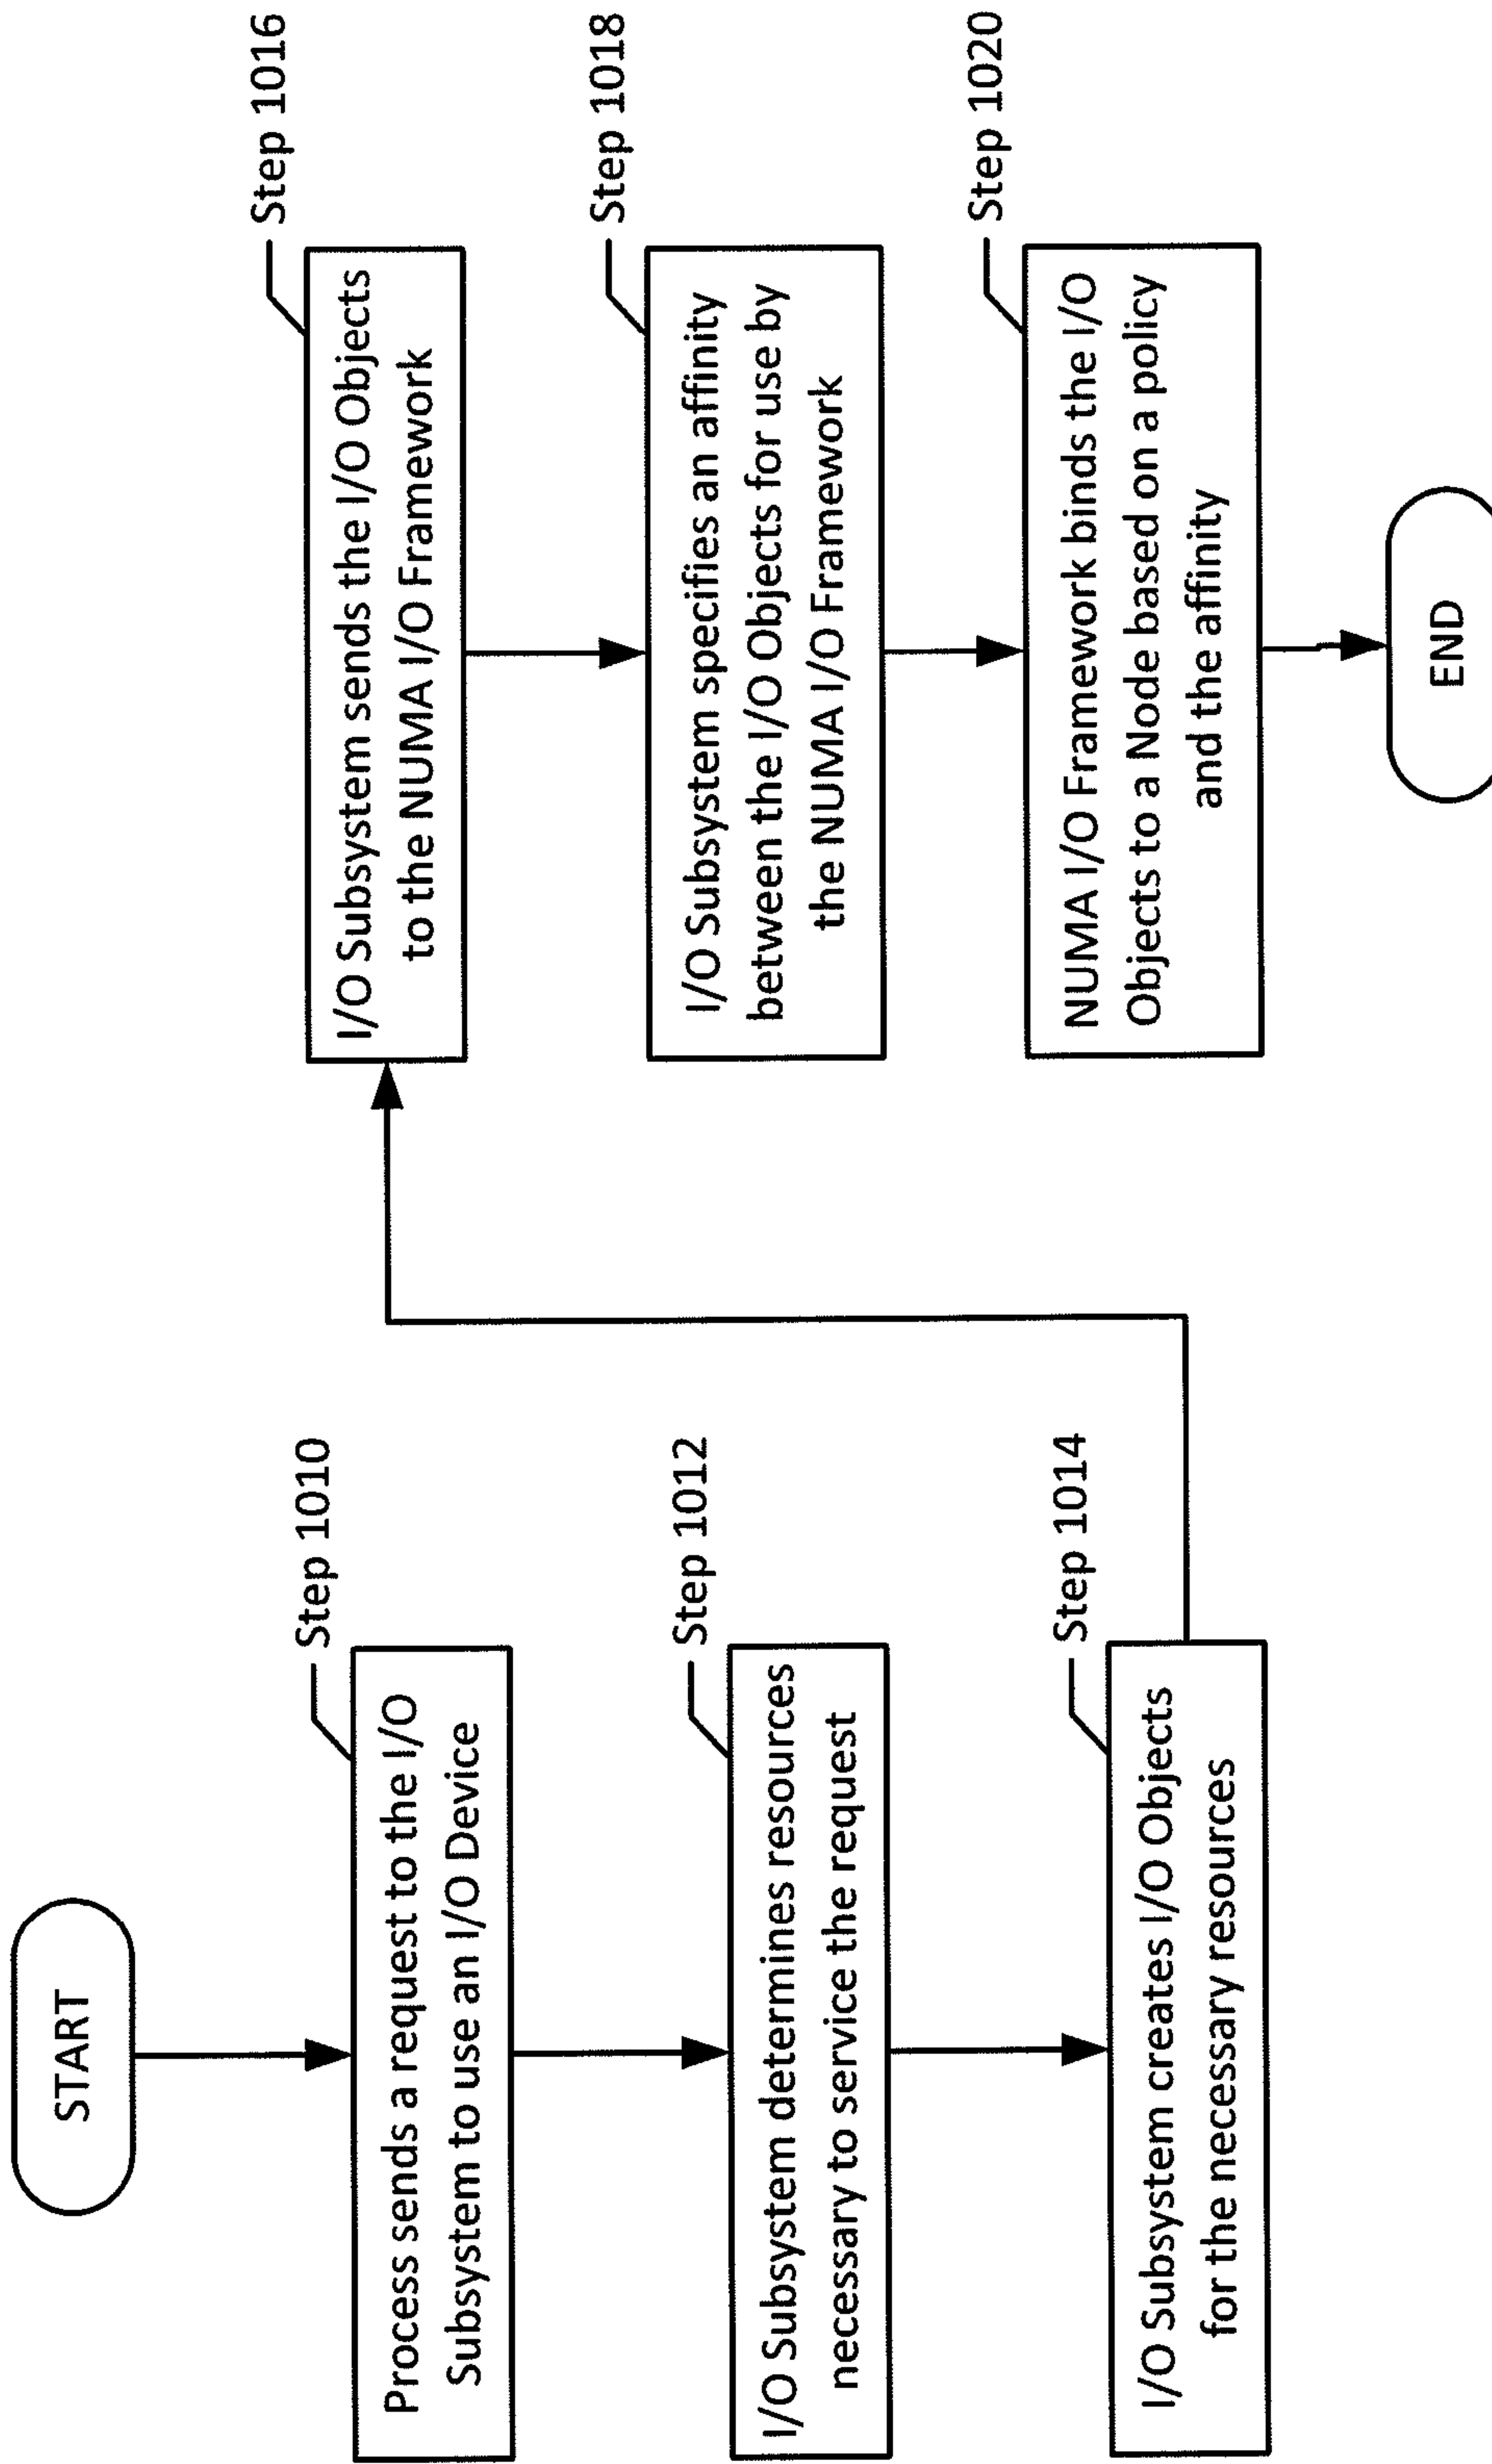 START
Step 1010
Process sends a request to the I/O
Subsystem to use an I/O Device
Step 1012
I/O Subsystem determines resources
necessary to service the request
Step 1014
I/O Subsystem creates I/O Objects
for the necessary resources
Step 1016
I/O Subsystem sends the I/O Objects
to the NUMA I/O Framework
Step 1018
I/O Subsystem specifies an affinity
between the I/O Objects for use by
the NUMA I/O Framework
Step 1020
NUMA I/O Framework binds the I/O
Objects to a Node based on a policy
and the affinity
END